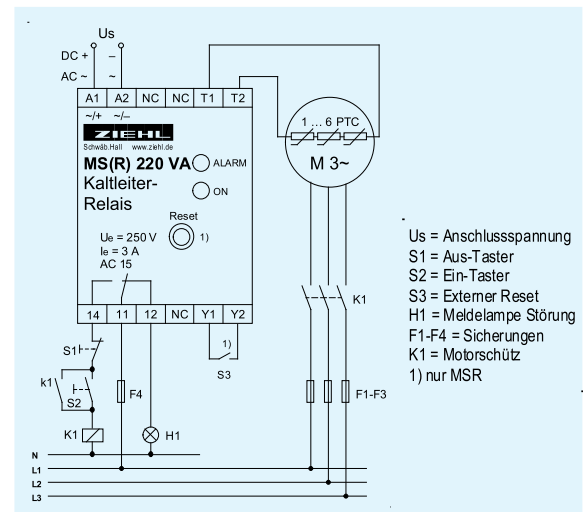 Us
DC + –
AC ~ ~
A1 A2 NC NC T1 T2
~/+ ~/–
ZIEHL
Schwäb.Hall www.ziehl.de
MS(R) 220 VA ALARM
Kaltleiter-
Relais
ON
Reset
1)
Ue = 250 V
Ie = 3 A
AC 15
14 11 12 NC Y1 Y2
1 ... 6 PTC
M 3~
K1
S1
1)
S3
k1
S2
F4
F1-F3
K1
H1
N
L1
L2
L3
Us = Anschlussspannung
S1 = Aus-Taster
S2 = Ein-Taster
S3 = Externer Reset
H1 = Meldelampe Störung
F1-F4 = Sicherungen
K1 = Motorschütz
1) nur MSR